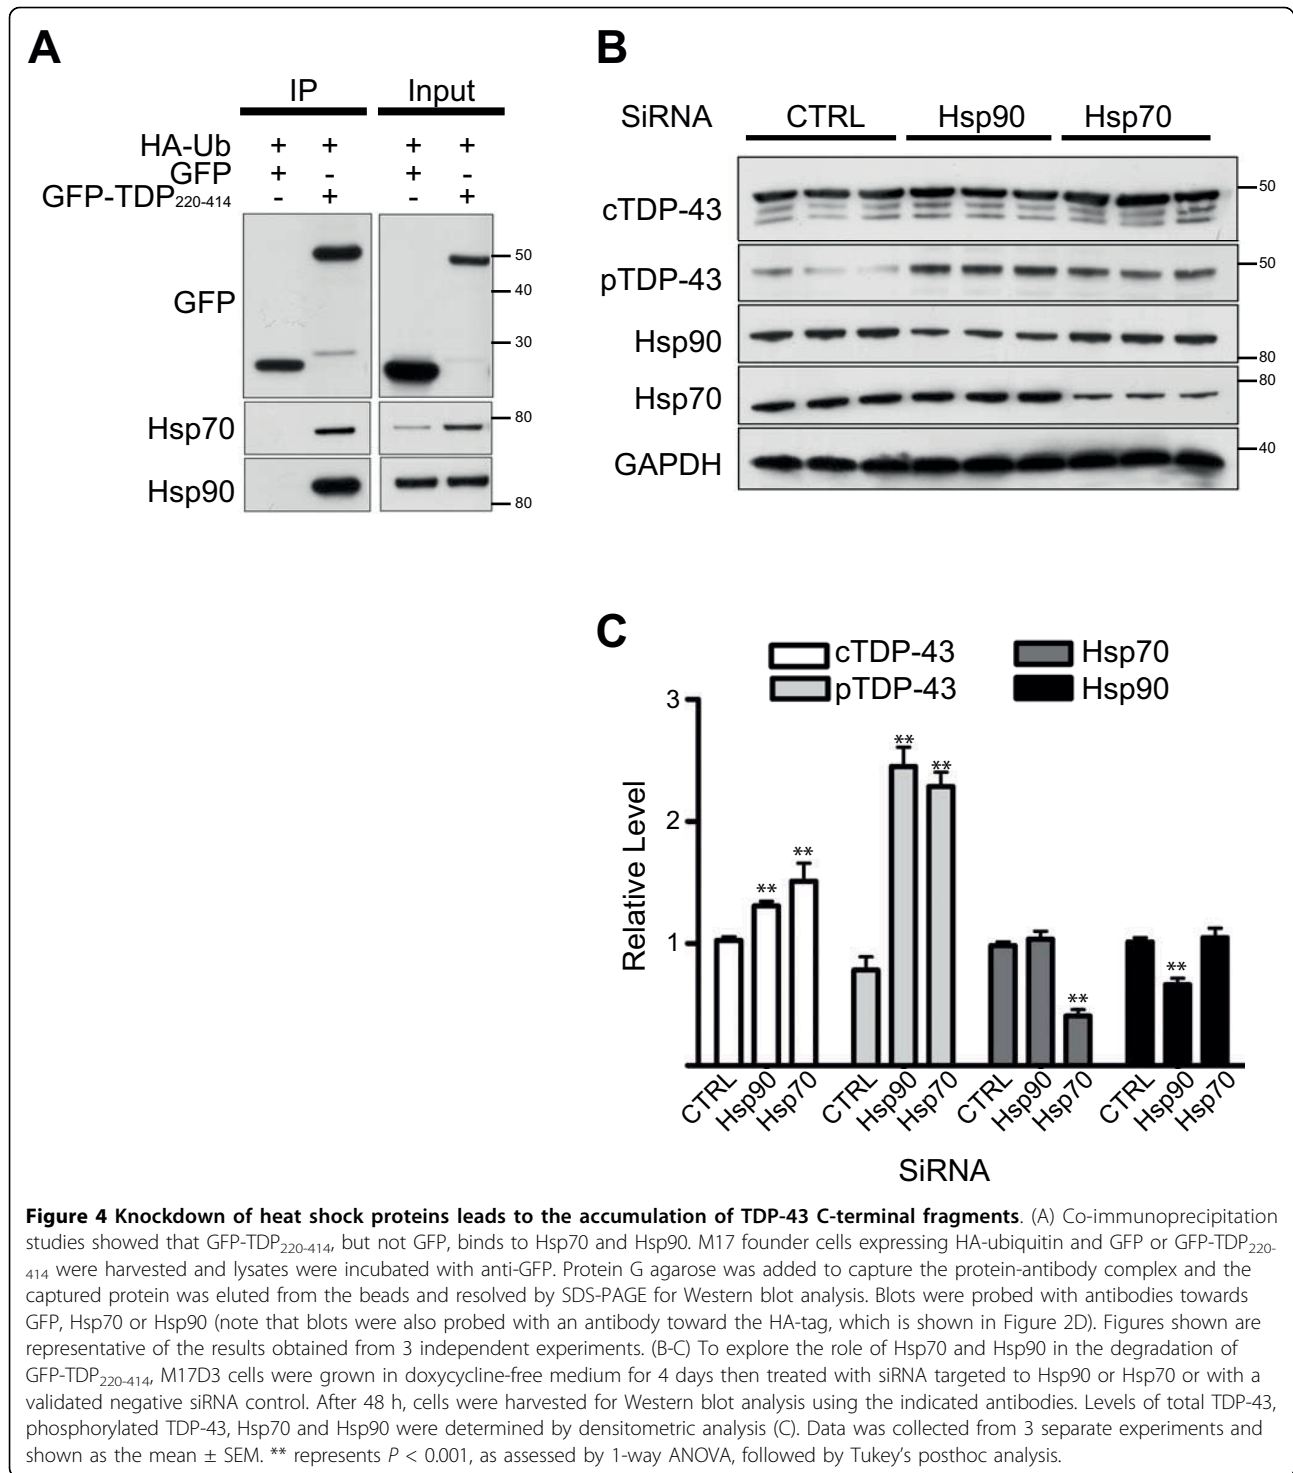 A
IP Input
HA-Ub + + + +
GFP + - + -
GFP-TDP220-414 - + - +
GFP
50
40
30
Hsp70
80
Hsp90
80
B
SiRNA CTRL Hsp90 Hsp70
cTDP-43
50
pTDP-43
50
Hsp90
80
Hsp70
80
GAPDH
40
C
cTDP-43 Hsp70
pTDP-43 Hsp90
Relative Level
3
2
1
** ** ** ** ** **
CTRL Hsp90 Hsp70 CTRL Hsp90 Hsp70 CTRL Hsp90 Hsp70 CTRL Hsp90 Hsp70
SiRNA
Figure 4 Knockdown of heat shock proteins leads to the accumulation of TDP-43 C-terminal fragments. (A) Co-immunoprecipitation
studies showed that GFP-TDP220-414, but not GFP, binds to Hsp70 and Hsp90. M17 founder cells expressing HA-ubiquitin and GFP or GFP-TDP220-
414 were harvested and lysates were incubated with anti-GFP. Protein G agarose was added to capture the protein-antibody complex and the
captured protein was eluted from the beads and resolved by SDS-PAGE for Western blot analysis. Blots were probed with antibodies towards
GFP, Hsp70 or Hsp90 (note that blots were also probed with an antibody toward the HA-tag, which is shown in Figure 2D). Figures shown are
representative of the results obtained from 3 independent experiments. (B-C) To explore the role of Hsp70 and Hsp90 in the degradation of
GFP-TDP220-414, M17D3 cells were grown in doxycycline-free medium for 4 days then treated with siRNA targeted to Hsp90 or Hsp70 or with a
validated negative siRNA control. After 48 h, cells were harvested for Western blot analysis using the indicated antibodies. Levels of total TDP-43,
phosphorylated TDP-43, Hsp70 and Hsp90 were determined by densitometric analysis (C). Data was collected from 3 separate experiments and
shown as the mean ± SEM. ** represents P < 0.001, as assessed by 1-way ANOVA, followed by Tukey's posthoc analysis.